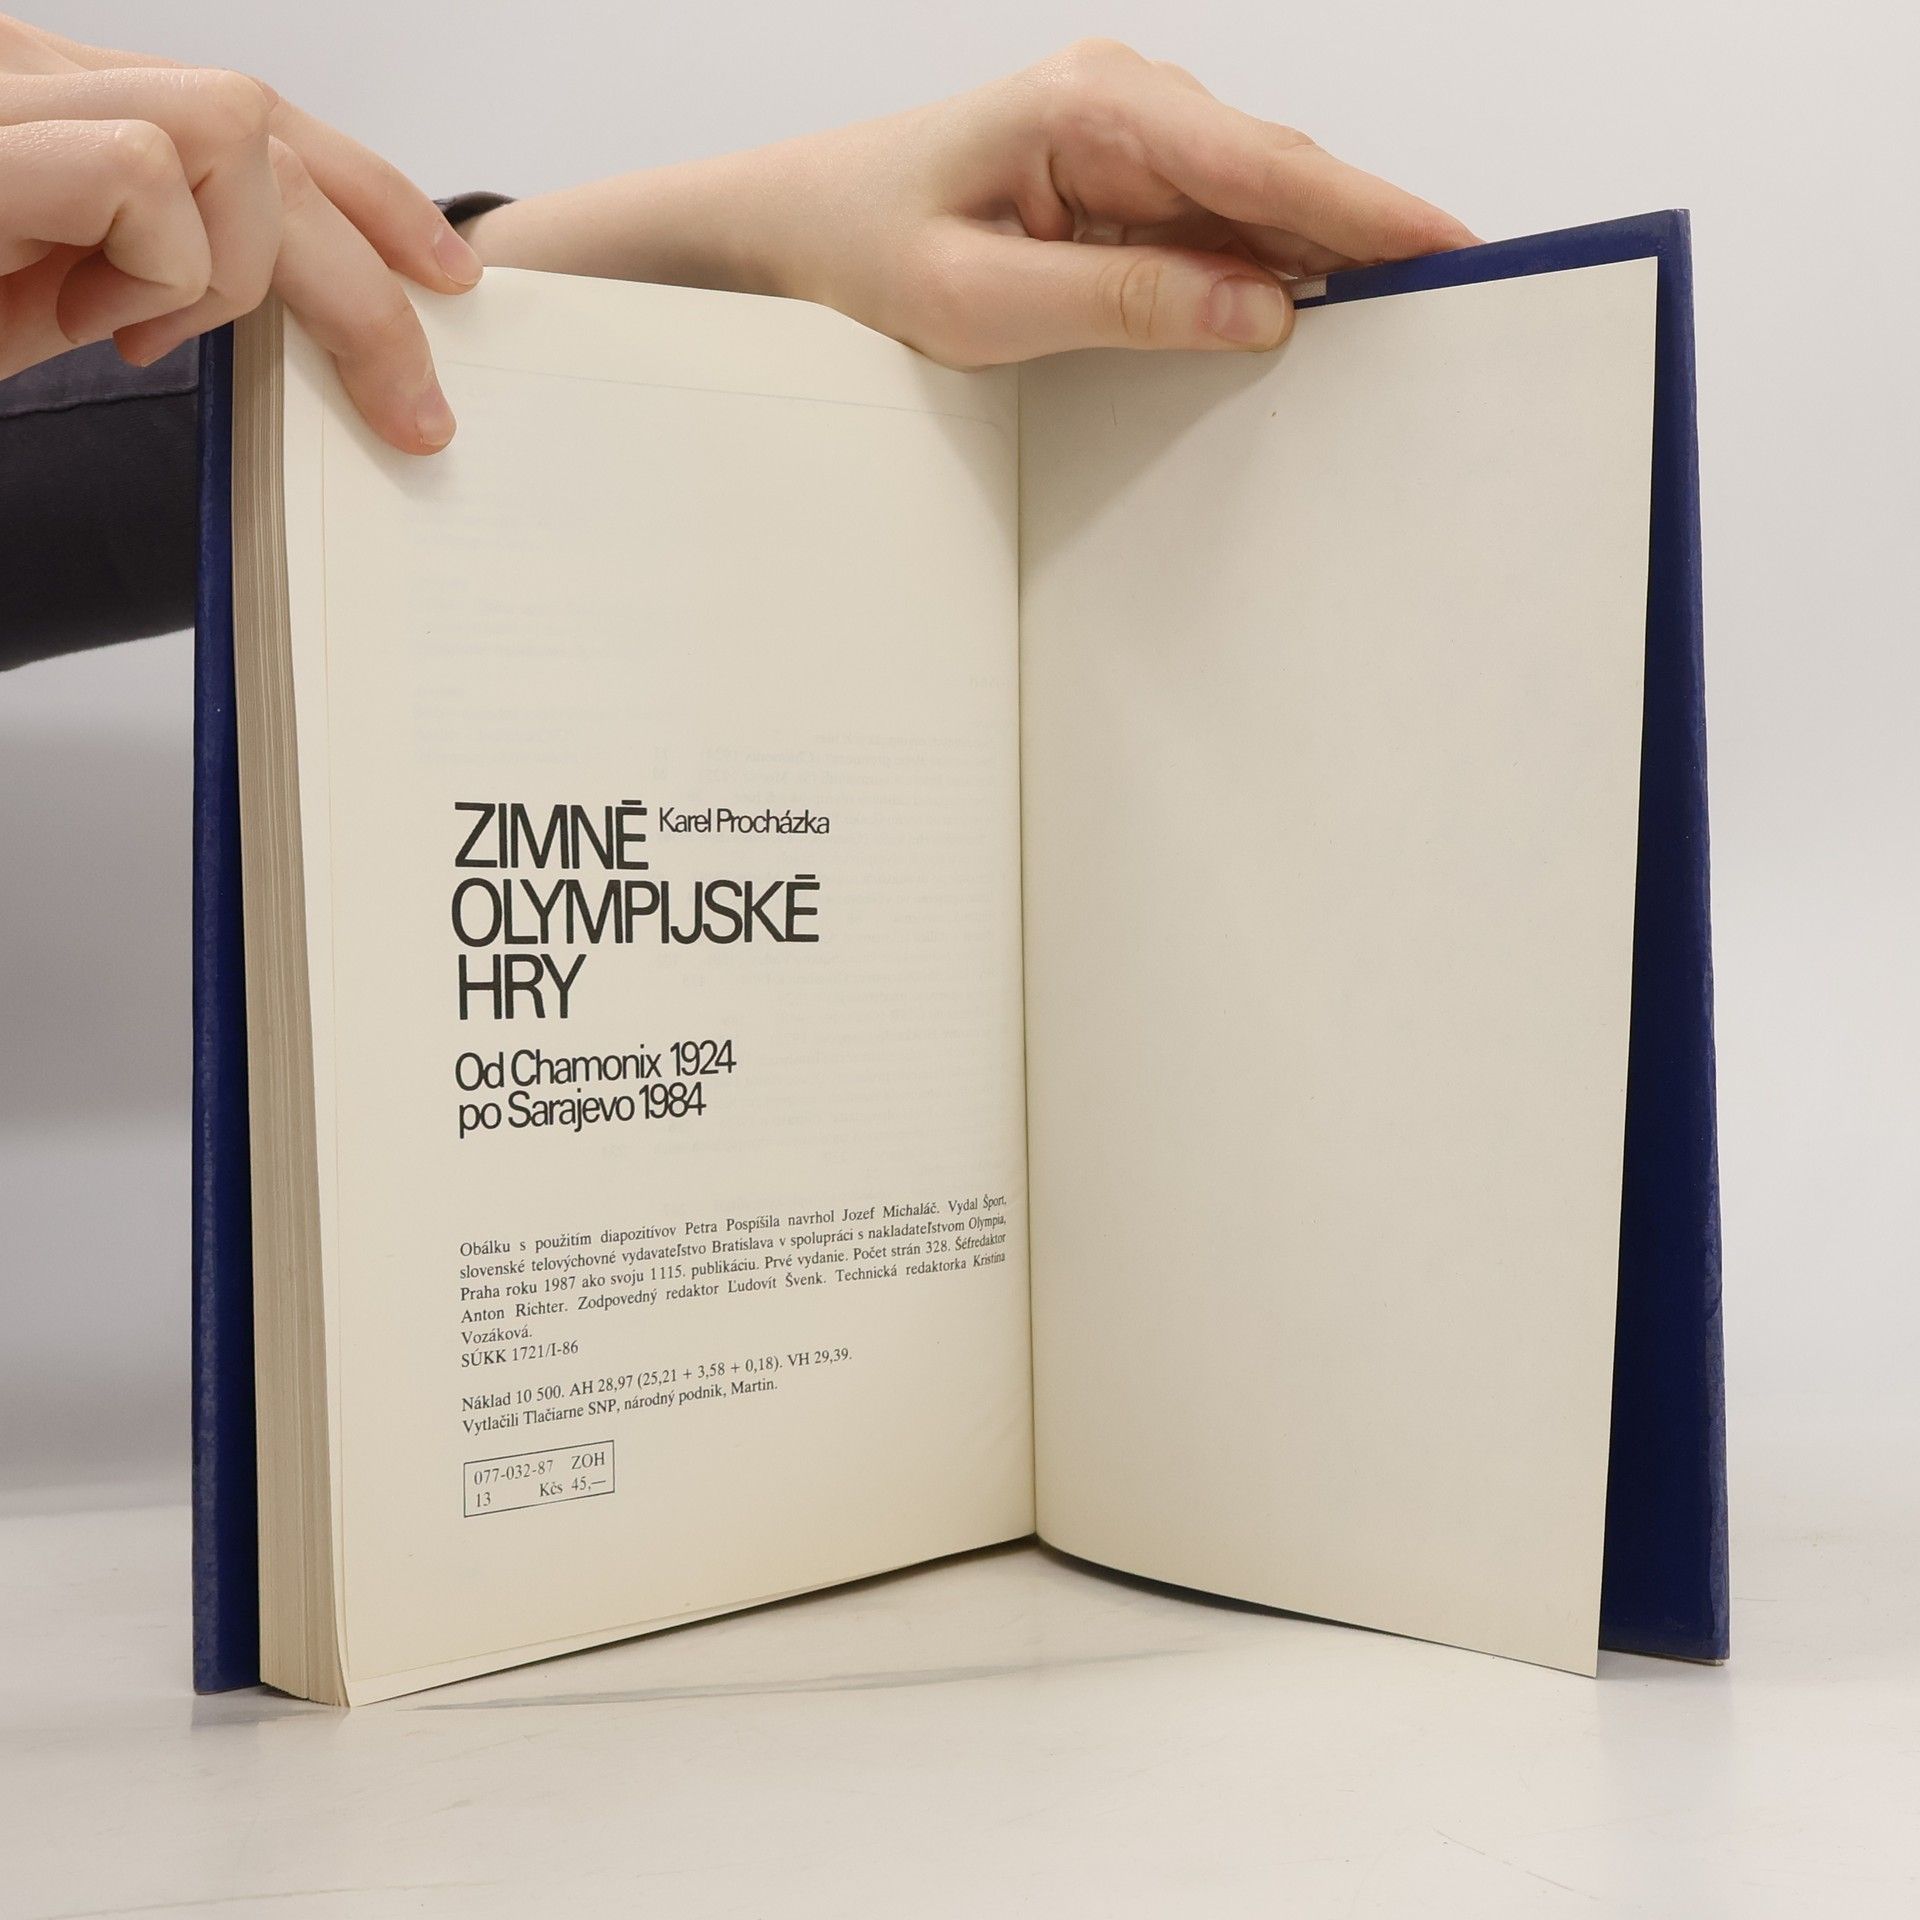 ZIMNÉ Karel Procházka
OLYMPIJSKÉ
HRY
Od Chamonix 1924
po Sarajevo 1984
Obálku s použitím diapozitívov Petra Pospíšila navrhol Jozef Michaláč. Vydal Šport,
slovenské telovýchovné vydavateľstvo Bratislava v spolupráci s nakladateľstvom Olympia,
Praha roku 1987 ako svoju 1115. publikáciu. Prvé vydanie. Počet strán 328. Šéfredaktor
Anton Richter. Zodpovedný redaktor Ľudovít Švenk. Technická redaktorka Kristína
Vozáková.
SÚKK 1721/I-86
Náklad 10 500. AH 28,97 (25,21 + 3,58 + 0,18). VH 29,39.
Vytlačili Tlačiarne SNP, národný podnik, Martin.
077-032-87 ZOH
13 Kčs 45,—